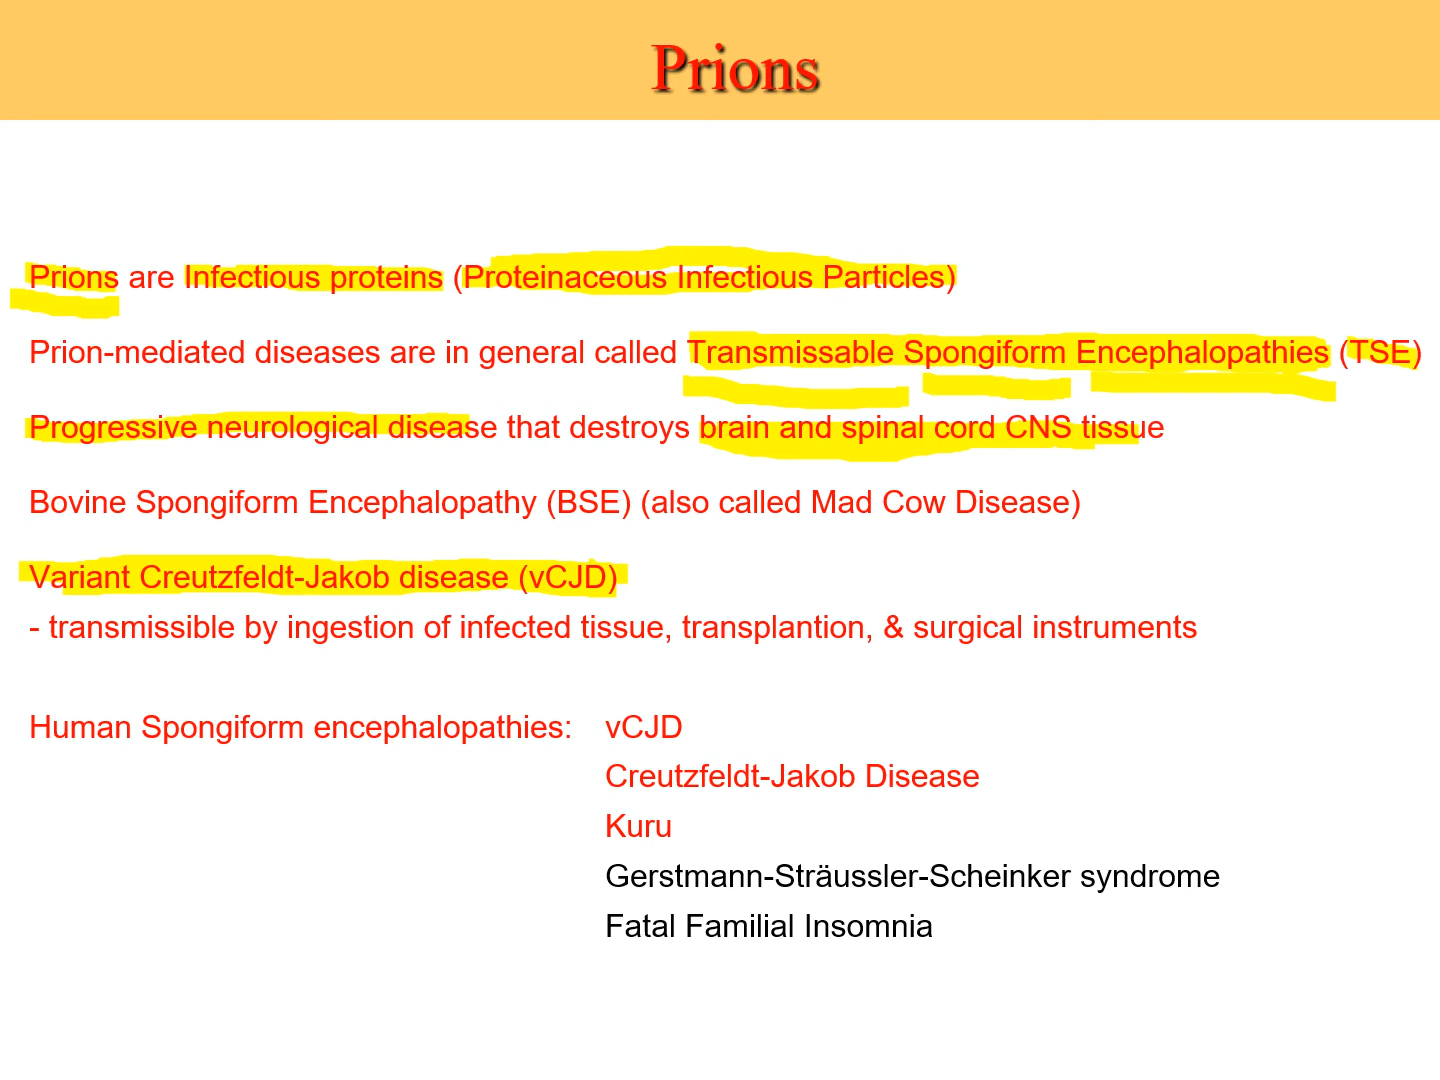 Prions
Prions are Infectious proteins (Proteinaceous Infectious Particles)
Prion-mediated diseases are in general called Transmissable Spongiform Encephalopathies (TSE)
Progressive neurological disease that destroys brain and spinal cord CNS tissue
Bovine Spongiform Encephalopathy (BSE) (also called Mad Cow Disease)
Variant Creutzfeldt-Jakob disease (vCJD)
- transmissible by ingestion of infected tissue, transplantion, & surgical instruments
Human Spongiform encephalopathies: vCJD
Creutzfeldt-Jakob Disease
Kuru
Gerstmann-Sträussler-Scheinker syndrome
Fatal Familial Insomnia